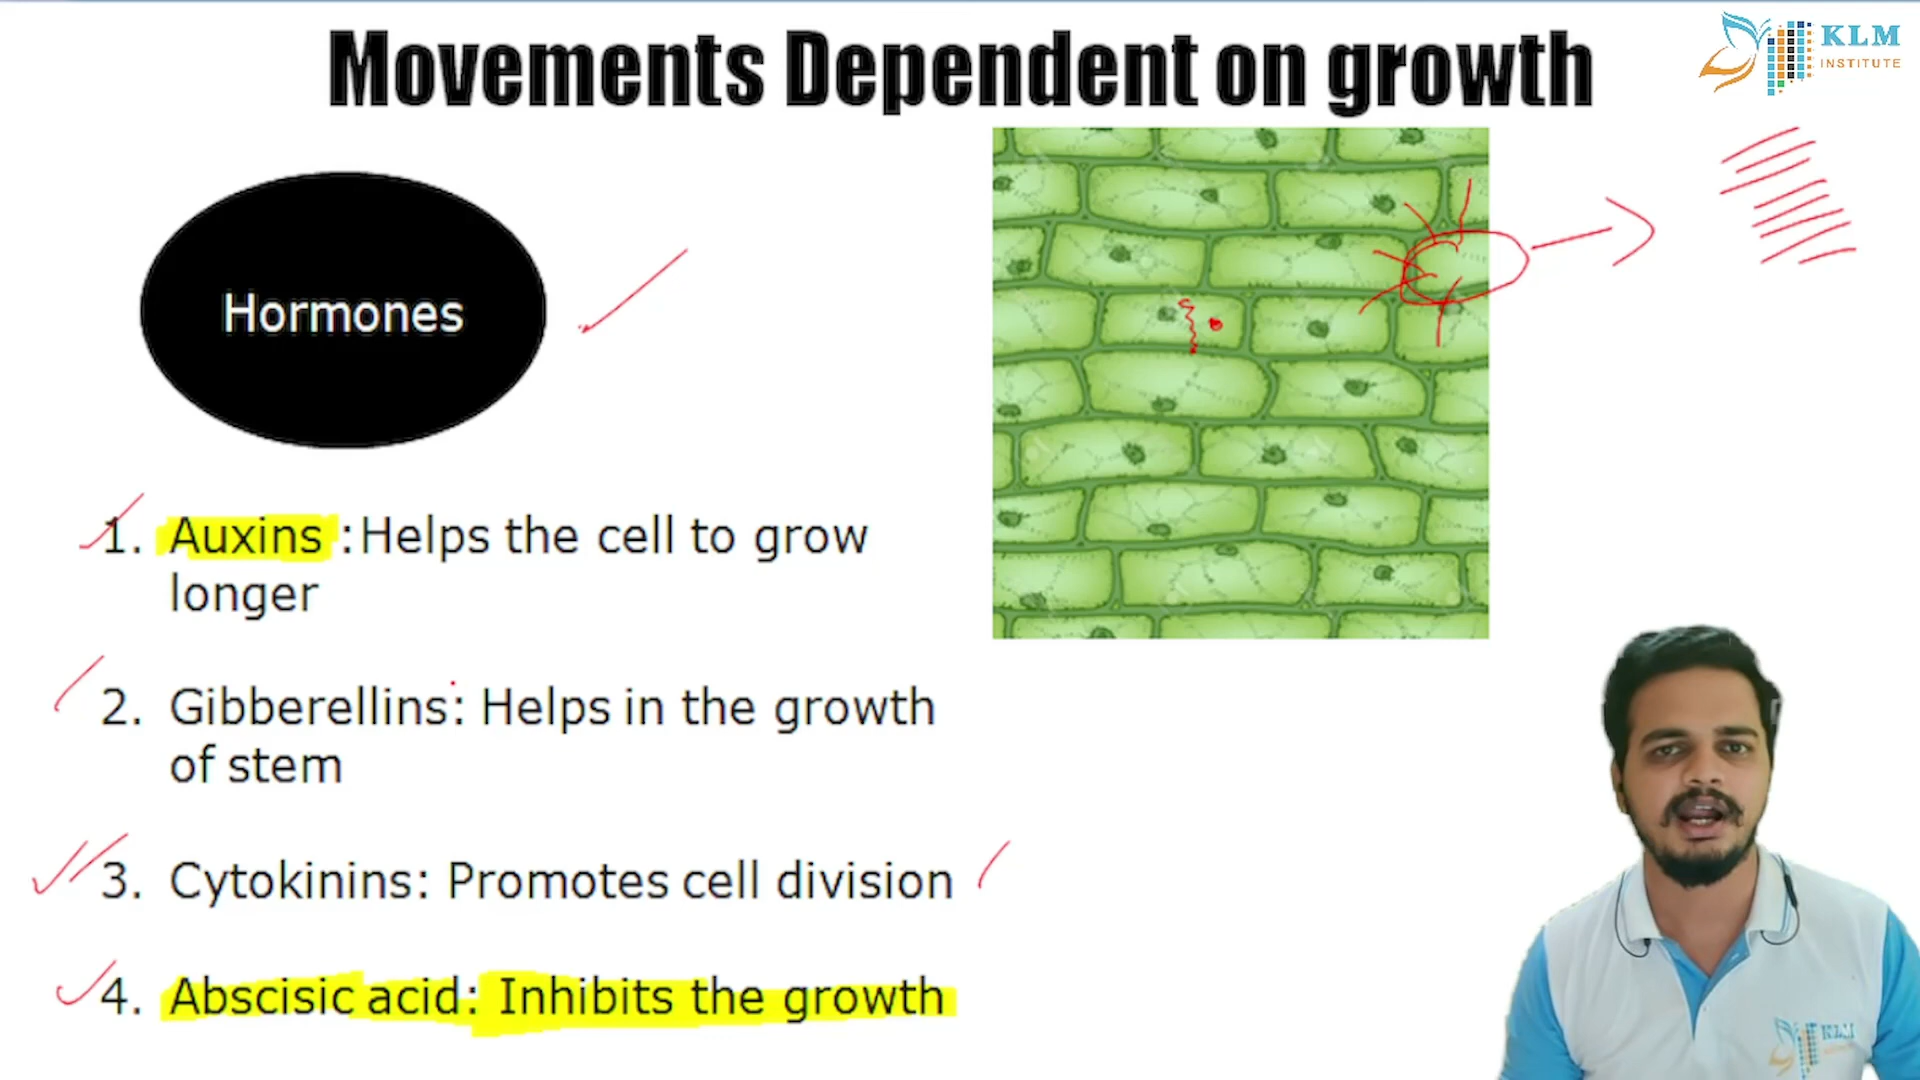 Movements Dependent on growth
KLM
INSTITUTE
Hormones
1. Auxins :Helps the cell to grow
longer
2. Gibberellins: Helps in the growth
of stem
3. Cytokinins: Promotes cell division
4. Abscisic acid: Inhibits the growth
KLM